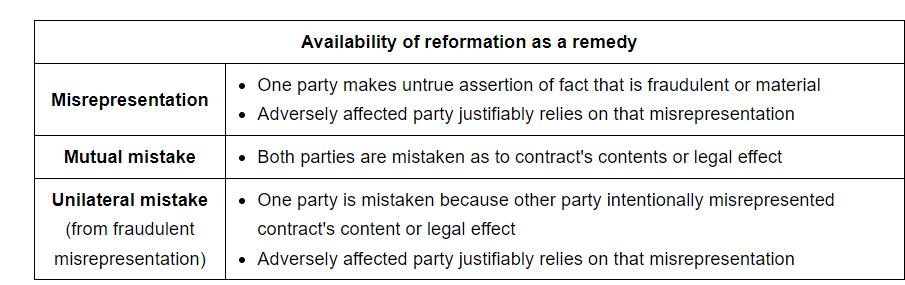 Availability of reformation as a remedy
Misrepresentation
• One party makes untrue assertion of fact that is fraudulent or material
• Adversely affected party justifiably relies on that misrepresentation
Mutual mistake
• Both parties are mistaken as to contract's contents or legal effect
Unilateral mistake
(from fraudulent
misrepresentation)
• One party is mistaken because other party intentionally misrepresented
contract's content or legal effect
• Adversely affected party justifiably relies on that misrepresentation